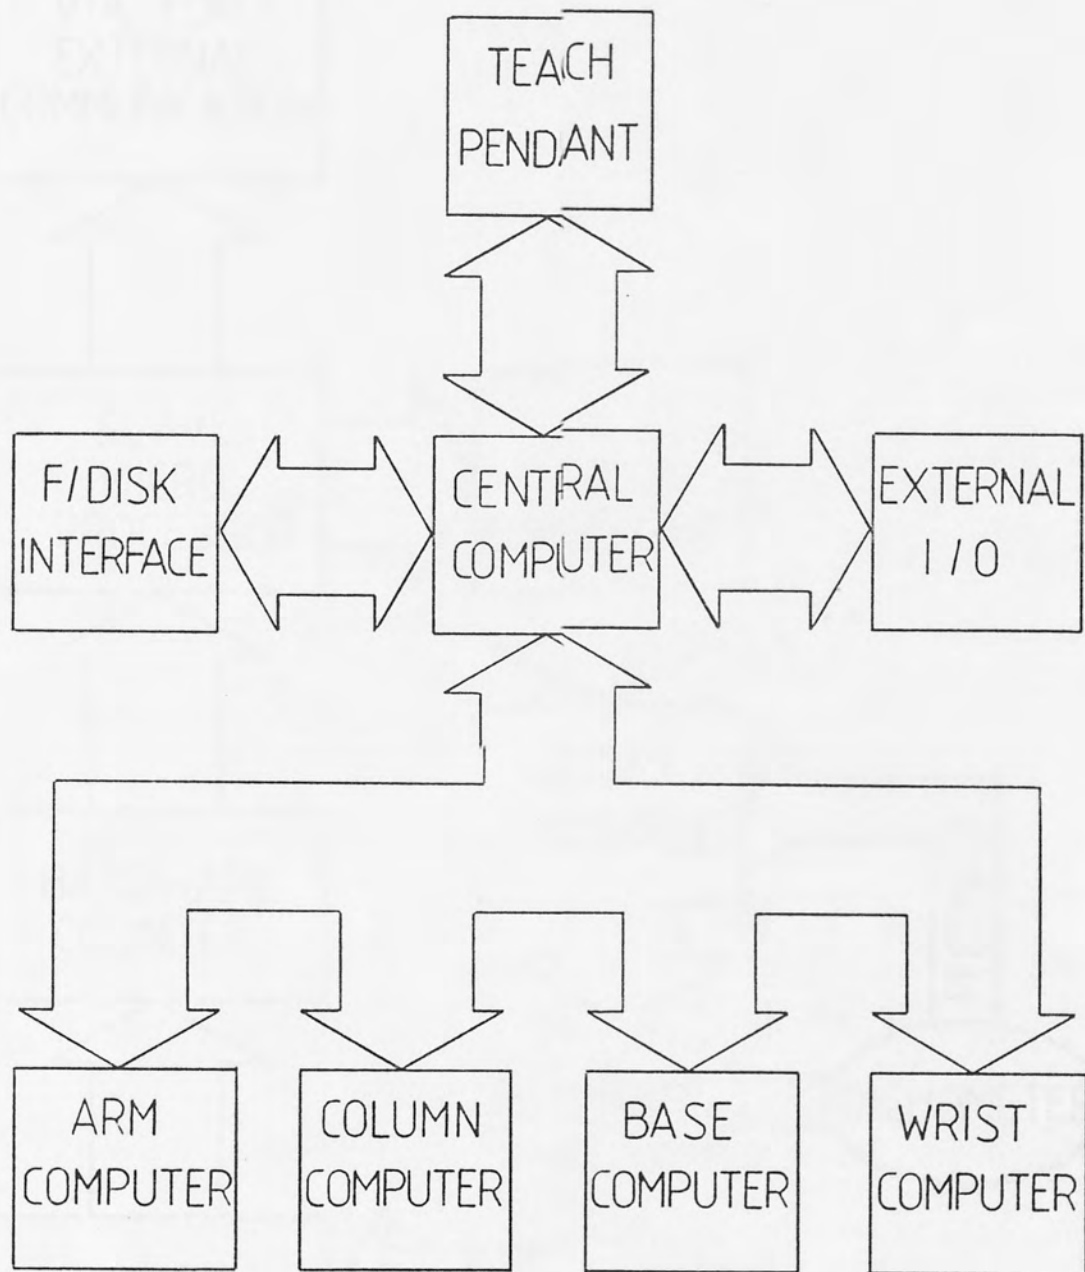 TEACH
PENDANT
F/DISK
INTERFACE
CENTRAL
COMPUTER
EXTERNAL
I/O
ARM
COMPUTER
COLUMN
COMPUTER
BASE
COMPUTER
WRIST
COMPUTER